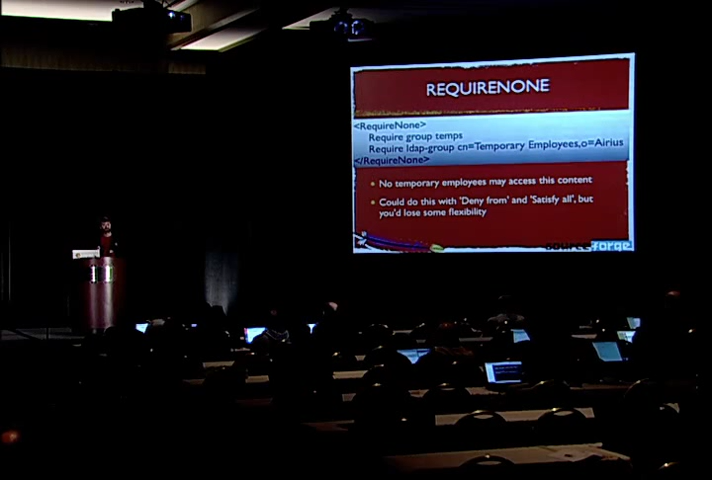 REQUIRENONE
<RequireNone>
Require group temps
Require ldap-group cn=Temporary Employees,o=Airius
</RequireNone>
No temporary employees may access this content
Could do this with 'Deny from' and 'Satisfy all', but
you'd lose some flexibility
sourceforge